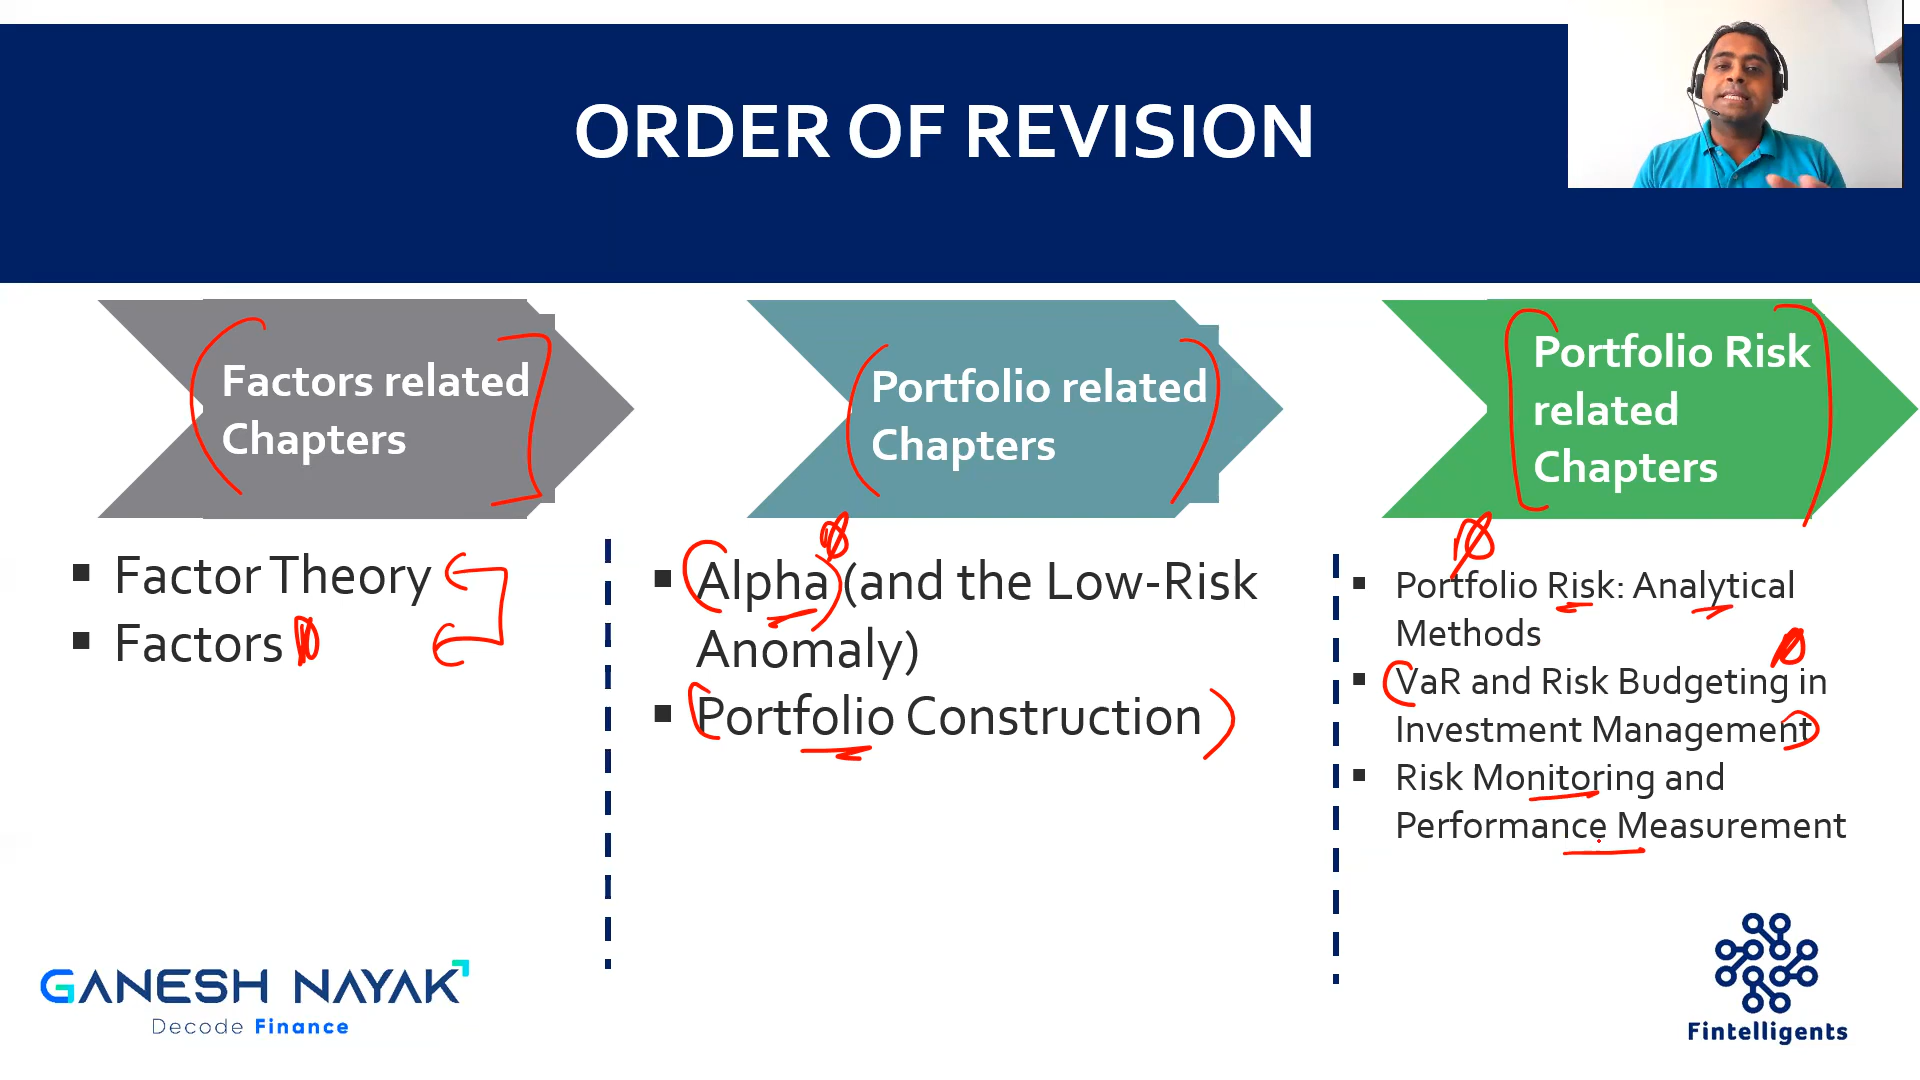 ORDER OF REVISION
Factors related
Chapters
Factor Theory
Factors
Portfolio related
Chapters
Alpha (and the Low-Risk
Anomaly)
Portfolio Construction
Portfolio Risk
related
Chapters
Portfolio Risk: Analytical
Methods
VaR and Risk Budgeting in
Investment Management
Risk Monitoring and
Performance Measurement
GANESH NAYAK
Decode Finance
Fintelligents